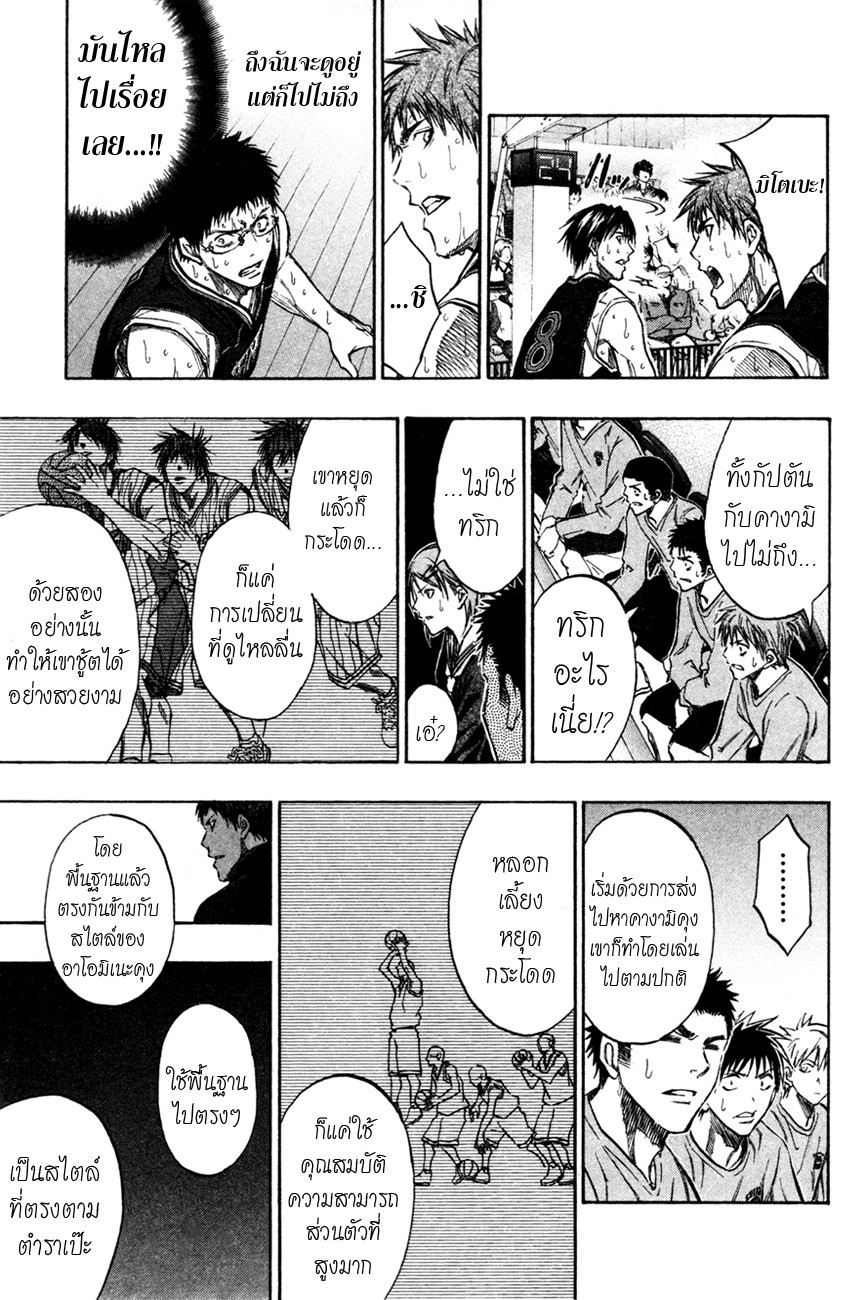 มิโตเบะ!
24
8
...ชิ
ถึงฉันจะดูอยู่
แต่ก็ไปไม่ถึง
มันไหล
ไปเรื่อย
เลย...!!
ทั้งกัปตัน
กับคางามิ
ไปไม่ถึง...
ทริก
อะไร
เนี่ย!?
...ไม่ใช่
ทริก
เอ๋?
เขาหยุด
แล้วก็
กระโดด...
ก็แค่
การเปลี่ยน
ที่ดูไหลลื่น
ด้วยสอง
อย่างนั้น
ทำให้เขาชู้ตได้
อย่างสวยงาม
.........
เริ่มด้วยการส่ง
ไปหาคางามิคุง
เขาก็ทำโดยเล่น
ไปตามปกติ
หลอก
เลี้ยง
หยุด
กระโดด
ก็แค่ใช้
คุณสมบัติ
ความสามารถ
ส่วนตัวที่
สูงมาก
โดย
พื้นฐานแล้ว
ตรงกันข้ามกับ
สไตล์ของ
อาโอมิเนะคุง
ใช้พื้นฐาน
ไปตรงๆ
เป็นสไตล์
ที่ตรงตาม
ตำราเป๊ะ